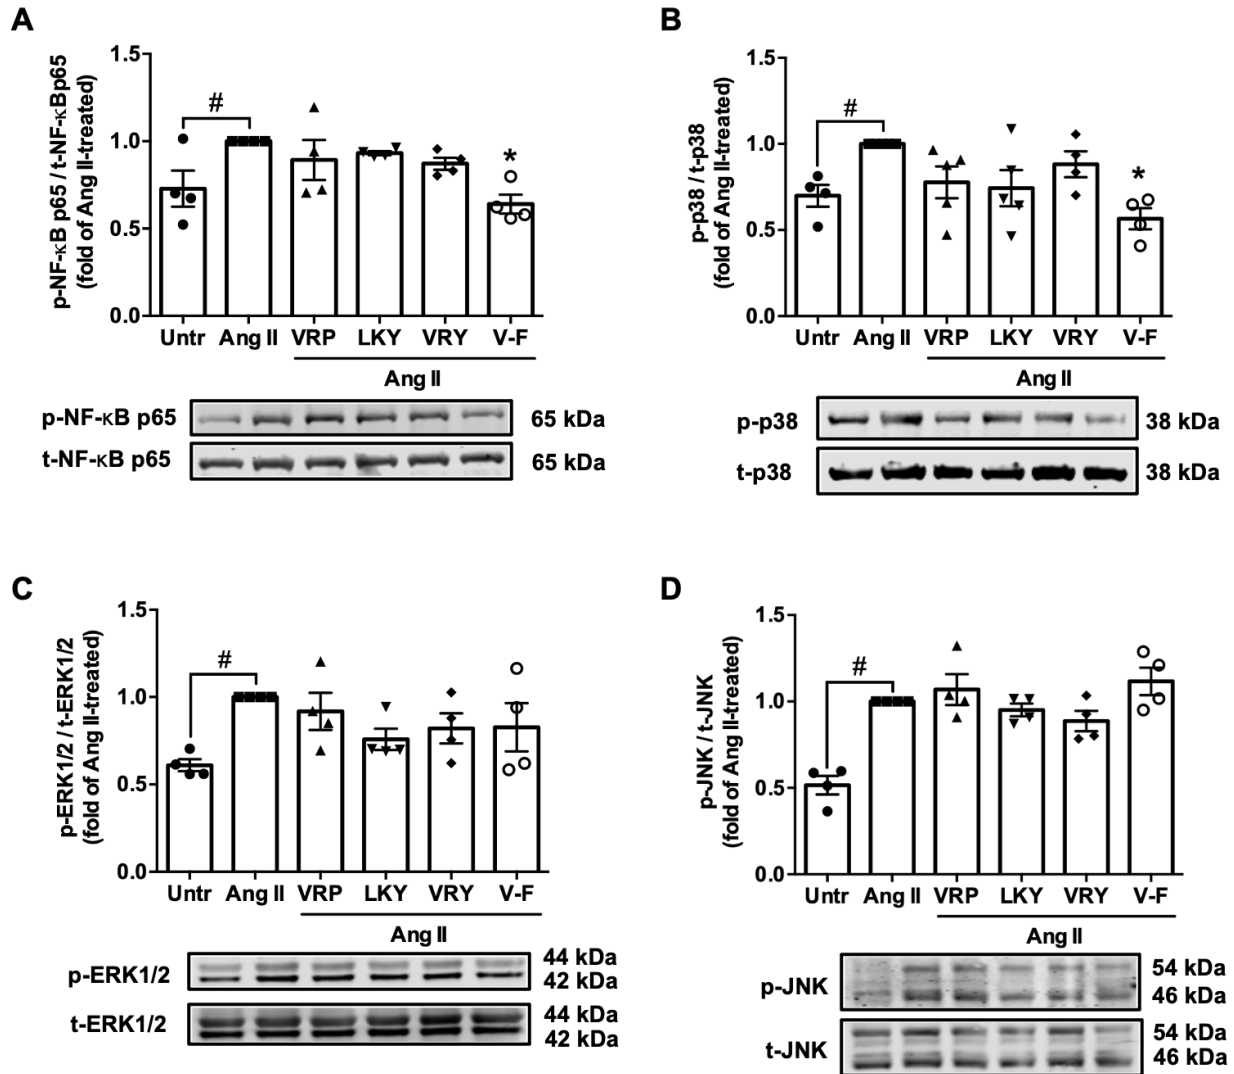 A
p-NF-κB p65 / t-NF-κBp65
(fold of Ang II-treated)
1.5
1.0
0.5
0.0
#
*
Untr Ang II VRP LKY VRY V-F
Ang II
p-NF-κB p65 65 kDa
t-NF-κB p65 65 kDa
B
p-p38 / t-p38
(fold of Ang II-treated)
1.5
1.0
0.5
0.0
#
*
Untr Ang II VRP LKY VRY V-F
Ang II
p-p38 38 kDa
t-p38 38 kDa
C
p-ERK1/2 / t-ERK1/2
(fold of Ang II-treated)
1.5
1.0
0.5
0.0
#
Untr Ang II VRP LKY VRY V-F
Ang II
p-ERK1/2 44 kDa
42 kDa
t-ERK1/2 44 kDa
42 kDa
D
p-JNK / t-JNK
(fold of Ang II-treated)
1.5
1.0
0.5
0.0
#
Untr Ang II VRP LKY VRY V-F
Ang II
p-JNK 54 kDa
46 kDa
t-JNK 54 kDa
46 kDa